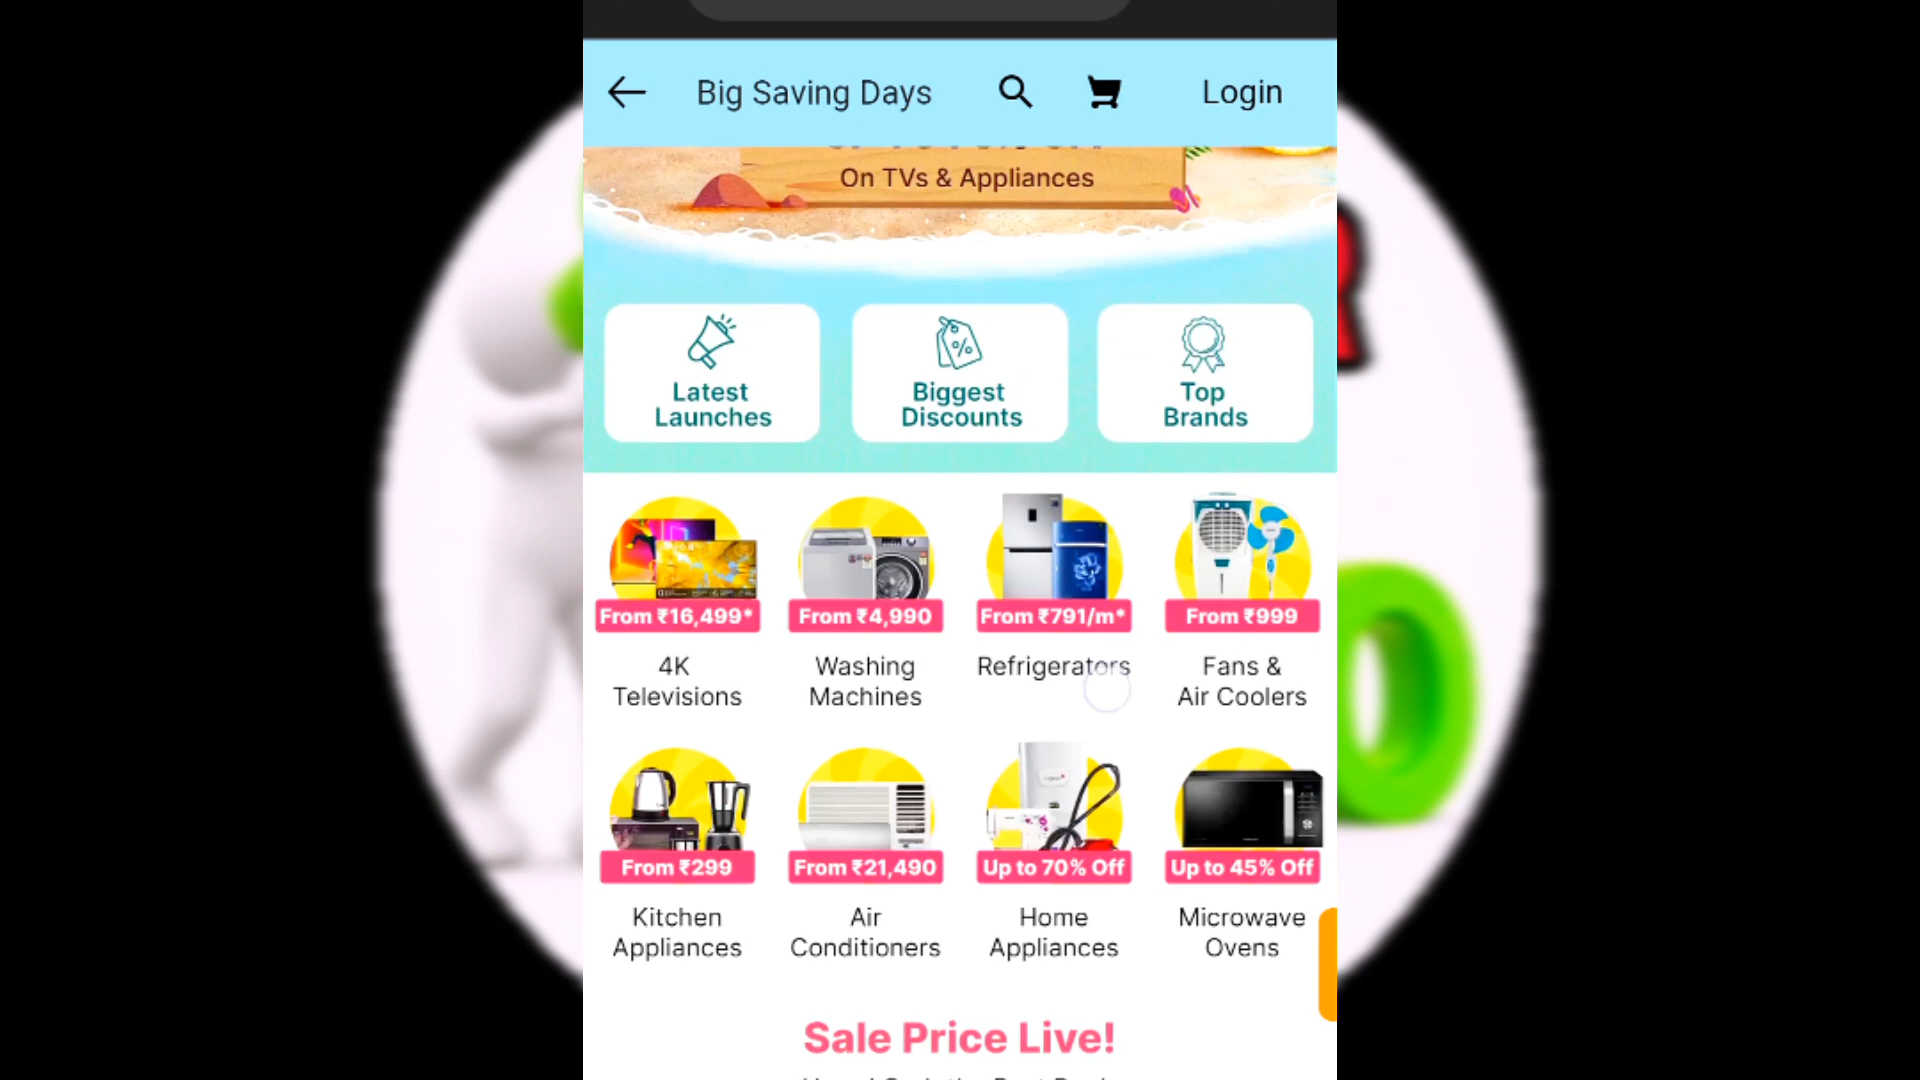 Big Saving Days
Login
On TVs & Appliances
Latest
Launches
Biggest
Discounts
Top
Brands
From ₹16,499*
From ₹4,990
From ₹791/m*
From ₹999
4K
Televisions
Washing
Machines
Refrigerators
Fans &
Air Coolers
From ₹299
From ₹21,490
Up to 70% Off
Up to 45% Off
Kitchen
Appliances
Air
Conditioners
Home
Appliances
Microwave
Ovens
Sale Price Live!